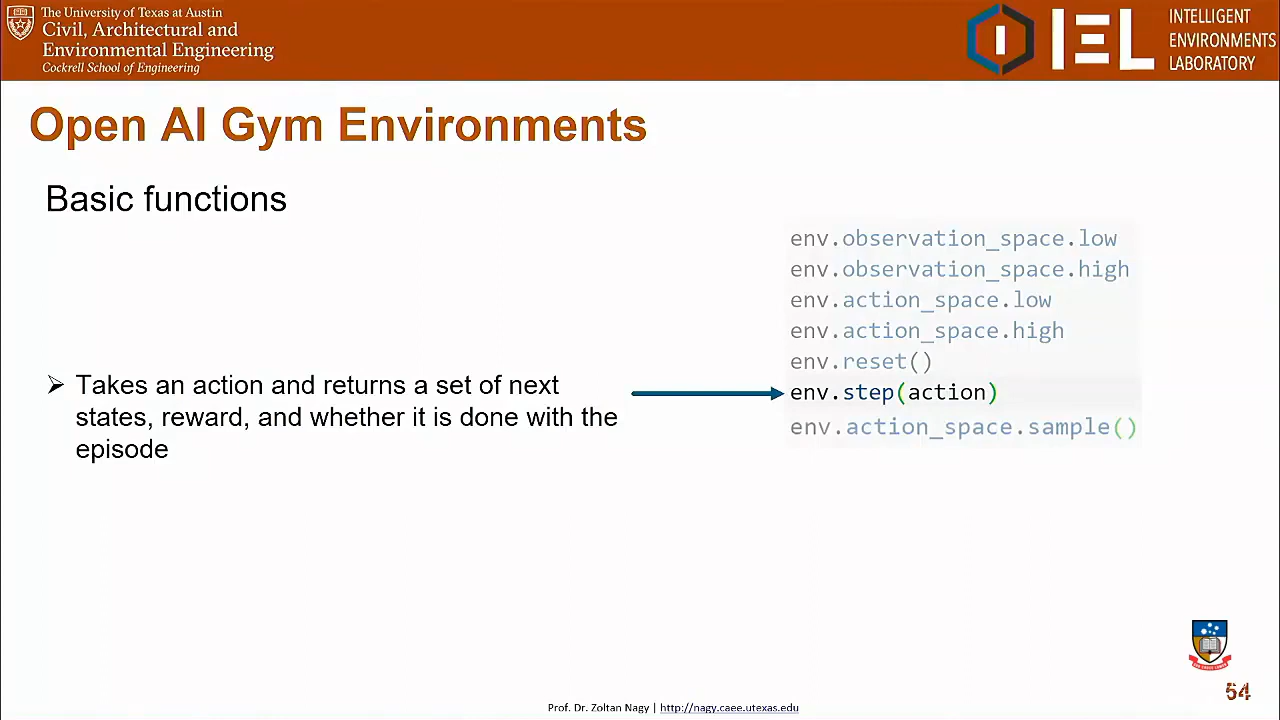 The University of Texas at Austin
Civil, Architectural and
Environmental Engineering
Cockrell School of Engineering
I
IEL
INTELLIGENT
ENVIRONMENTS
LABORATORY
Open AI Gym Environments
Basic functions
env.observation_space.low
env.observation_space.high
env.action_space.low
env.action_space.high
env.reset()
env.step(action)
env.action_space.sample()
➢ Takes an action and returns a set of next
states, reward, and whether it is done with the
episode
54
Prof. Dr. Zoltan Nagy | http://nagy.caee.utexas.edu